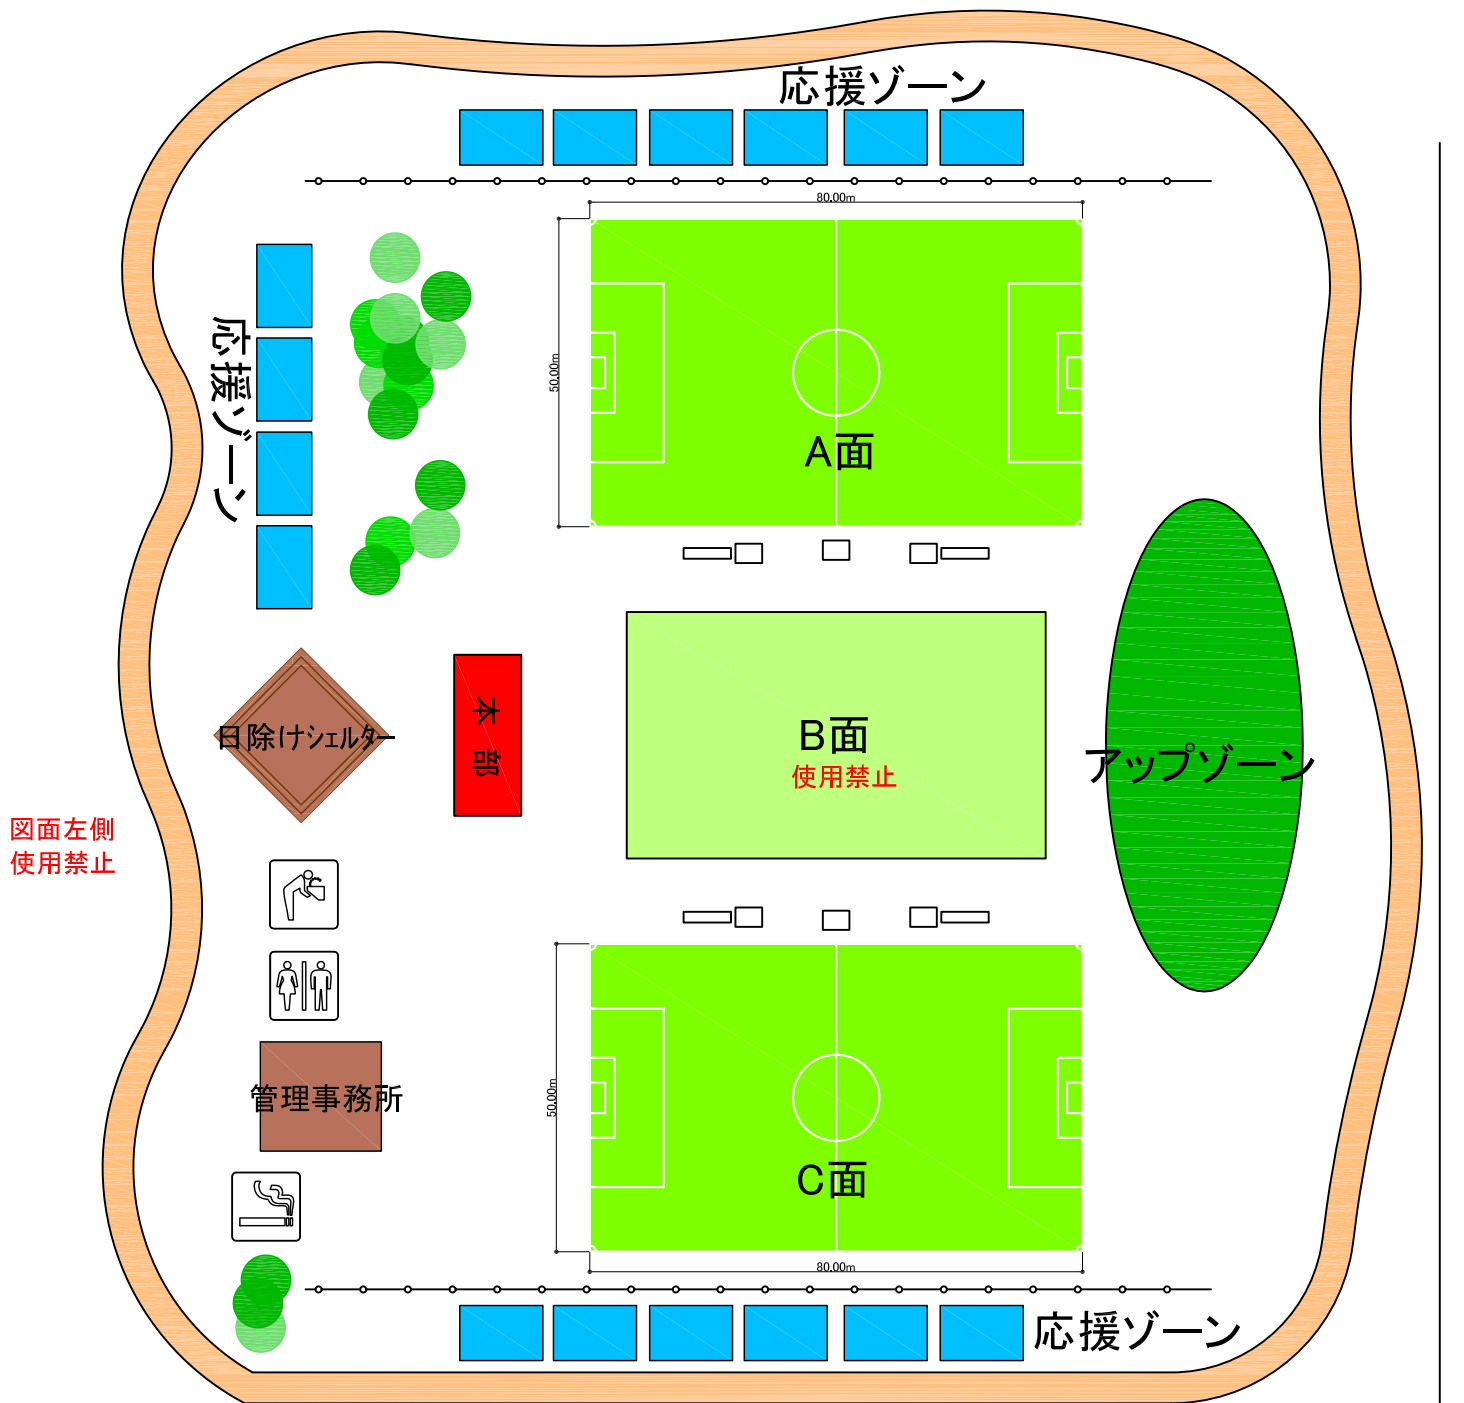 応援ゾーン
80.00m
応援ゾーン
50.00m
A面
本部
B面
使用禁止
日除けシェルター
アップゾーン
図面左側
使用禁止
管理事務所
50.00m
C面
80.00m
応援ゾーン